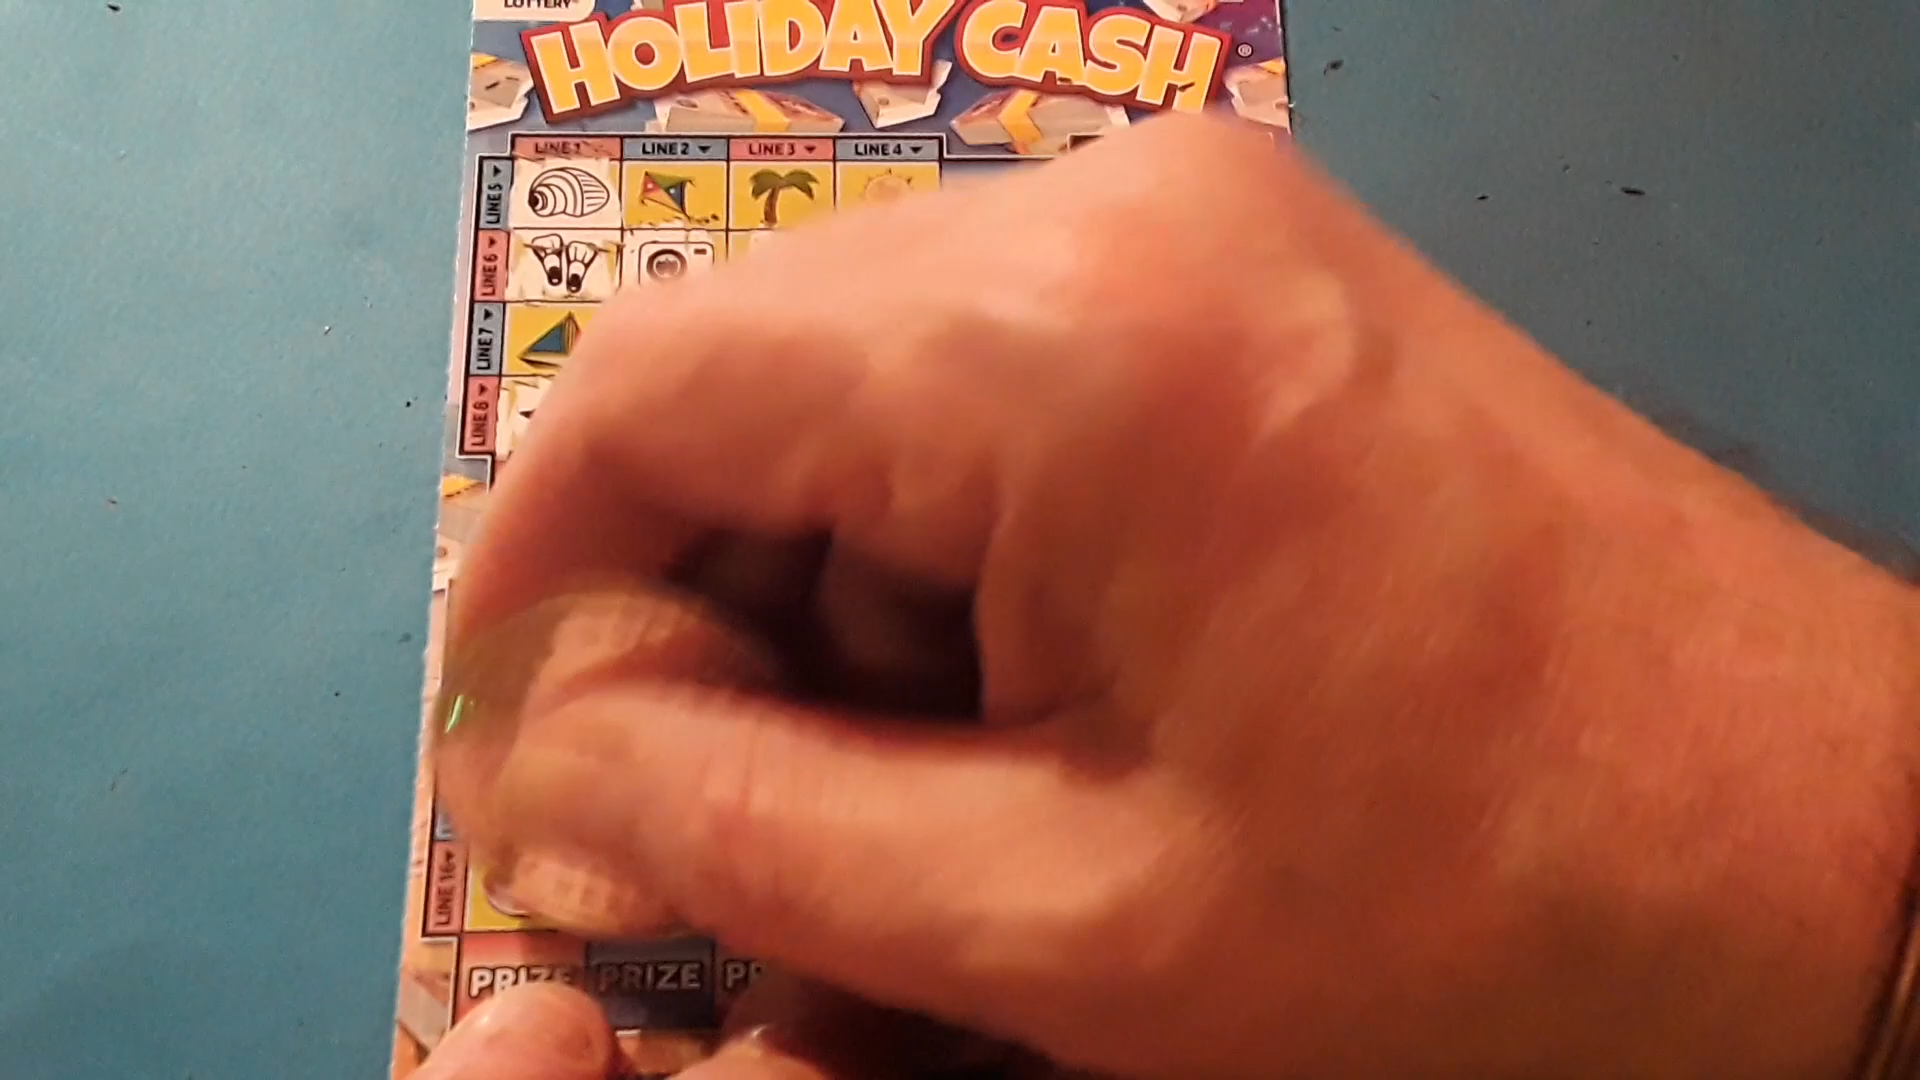 LOTTERY
HOLIDAY CASH®
LINE 1 LINE 2 LINE 3 LINE 4
LINE 5
LINE 6
LINE 7
LINE 8
LINE 16
PRIZE PRIZE